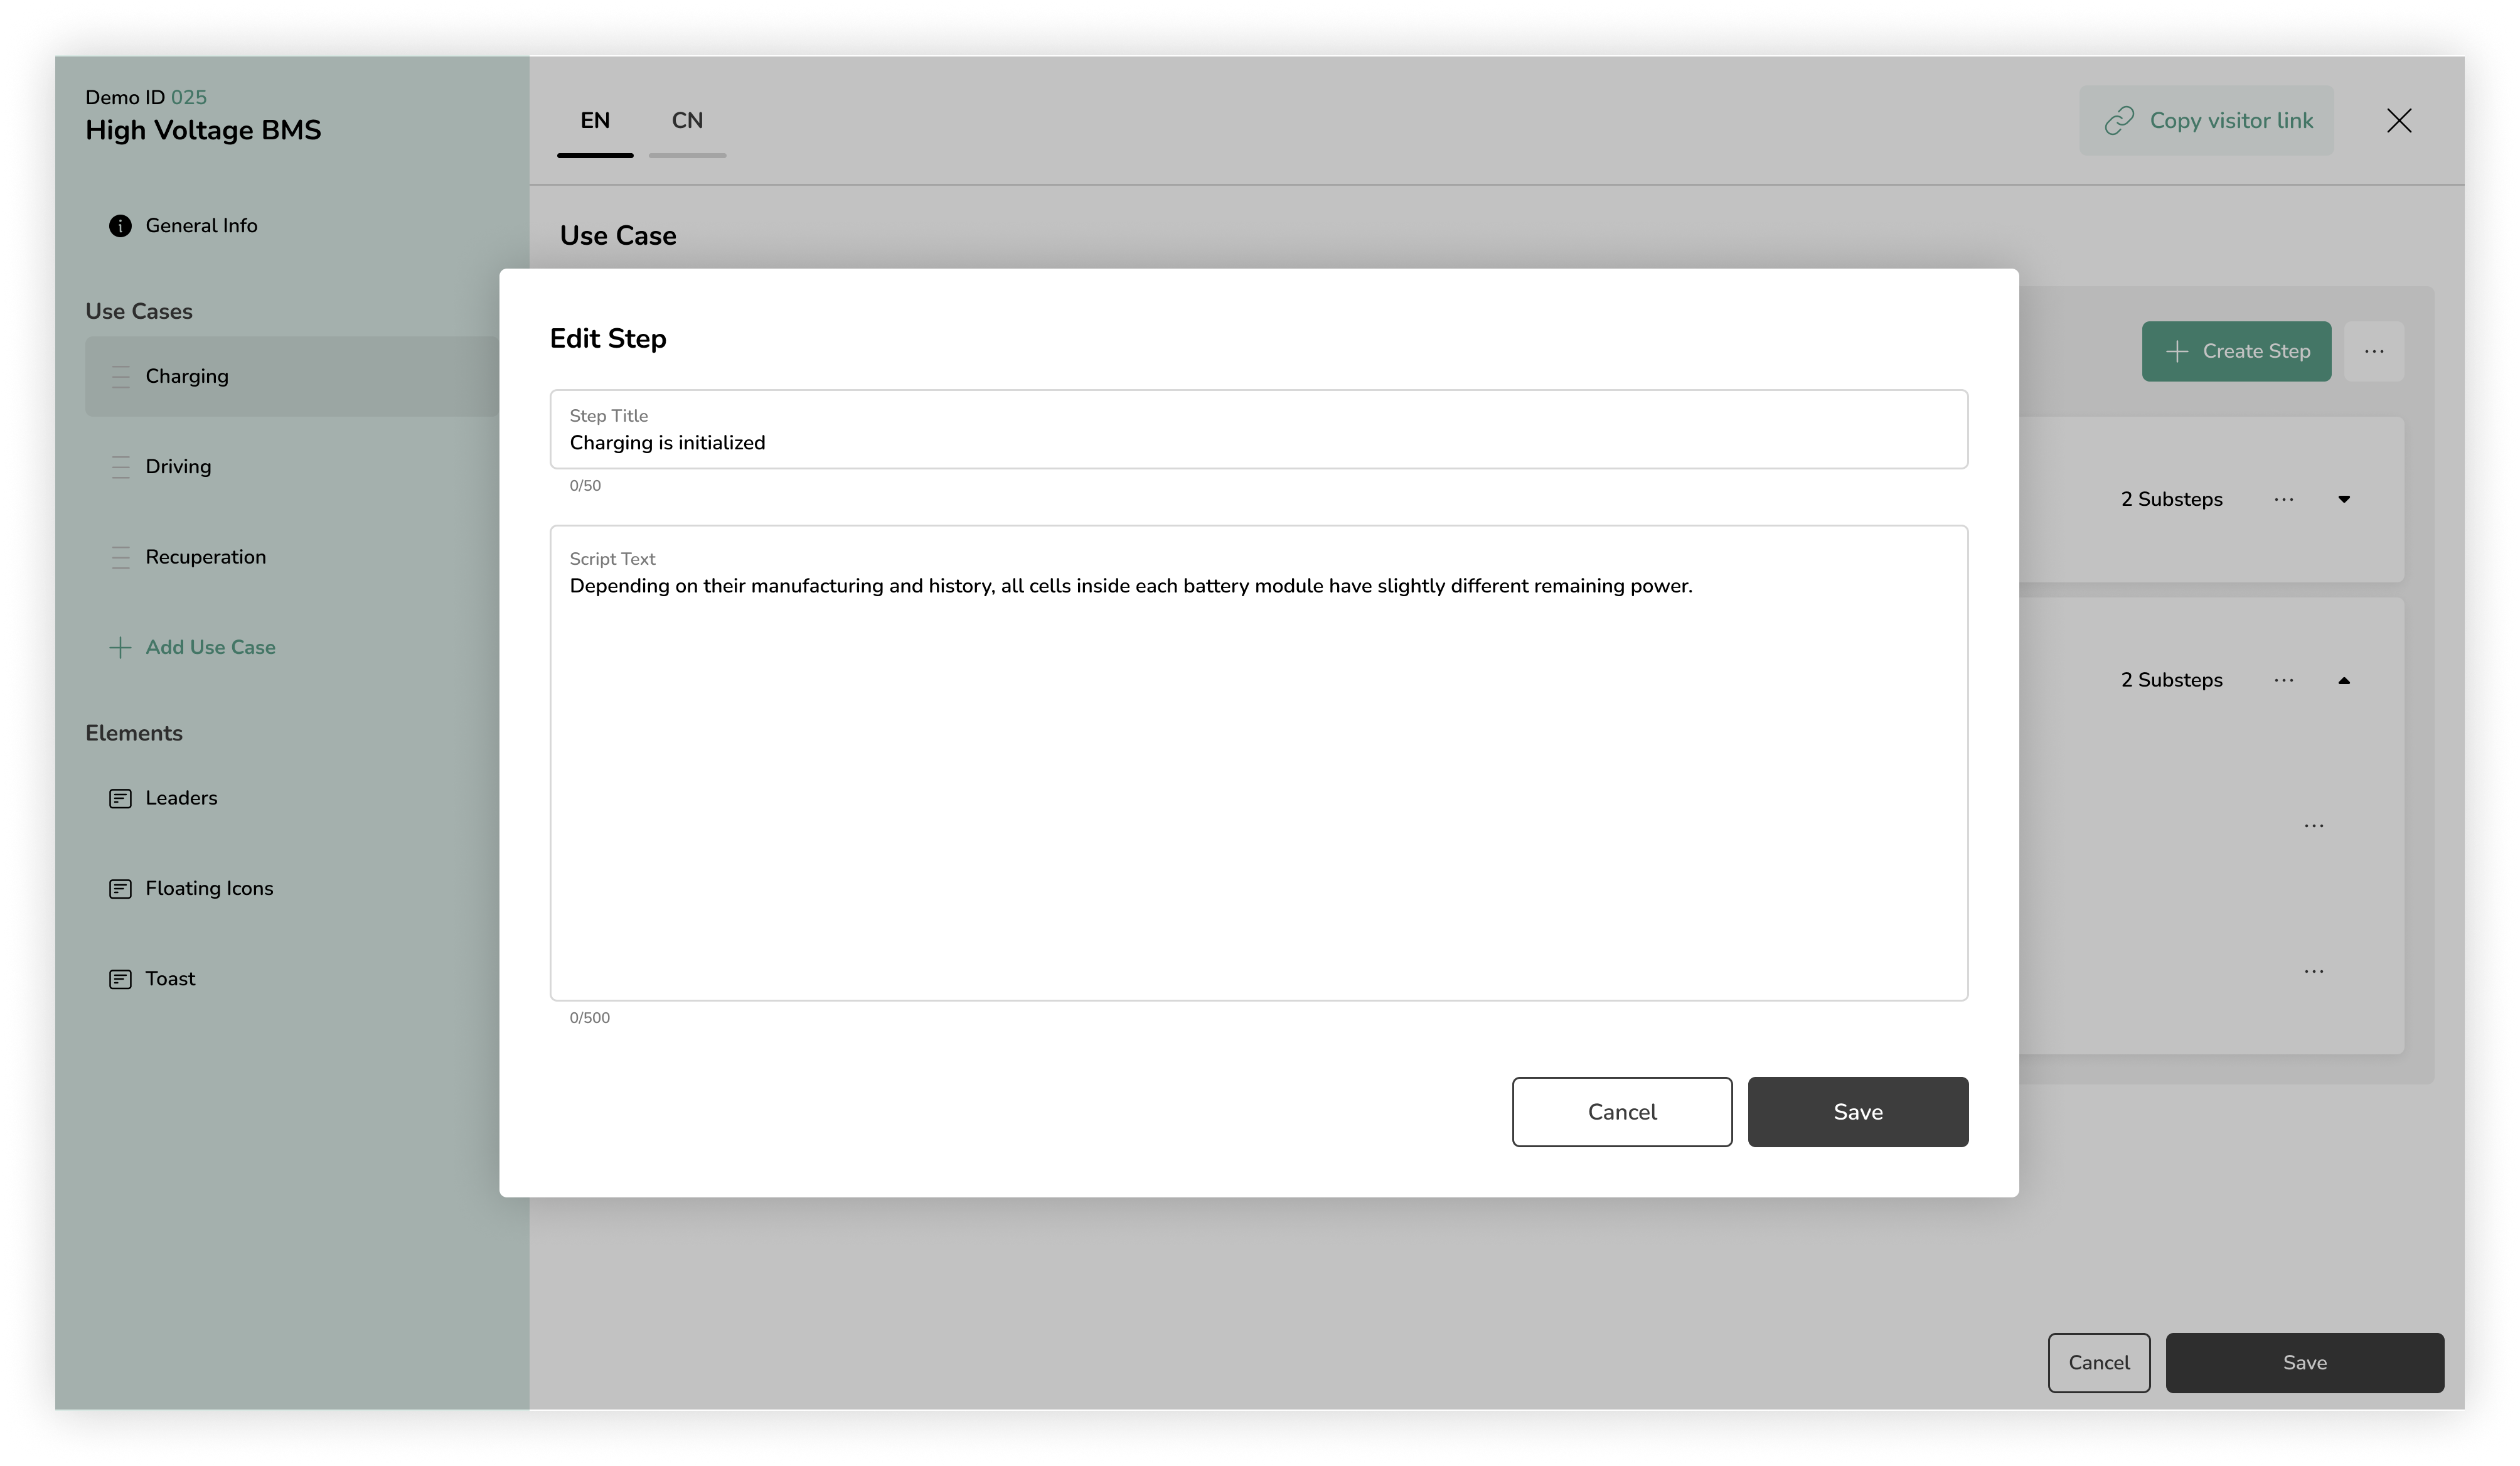 Demo ID 025
High Voltage BMS
General Info
Use Cases
Charging
Driving
Recuperation
Add Use Case
Elements
Leaders
Floating Icons
Toast
EN
CN
Copy visitor link
Use Case
Create Step
2 Substeps
2 Substeps
Edit Step
Step Title
Charging is initialized
0/50
Script Text
Depending on their manufacturing and history, all cells inside each battery module have slightly different remaining power.
0/500
Cancel
Save
Cancel
Save